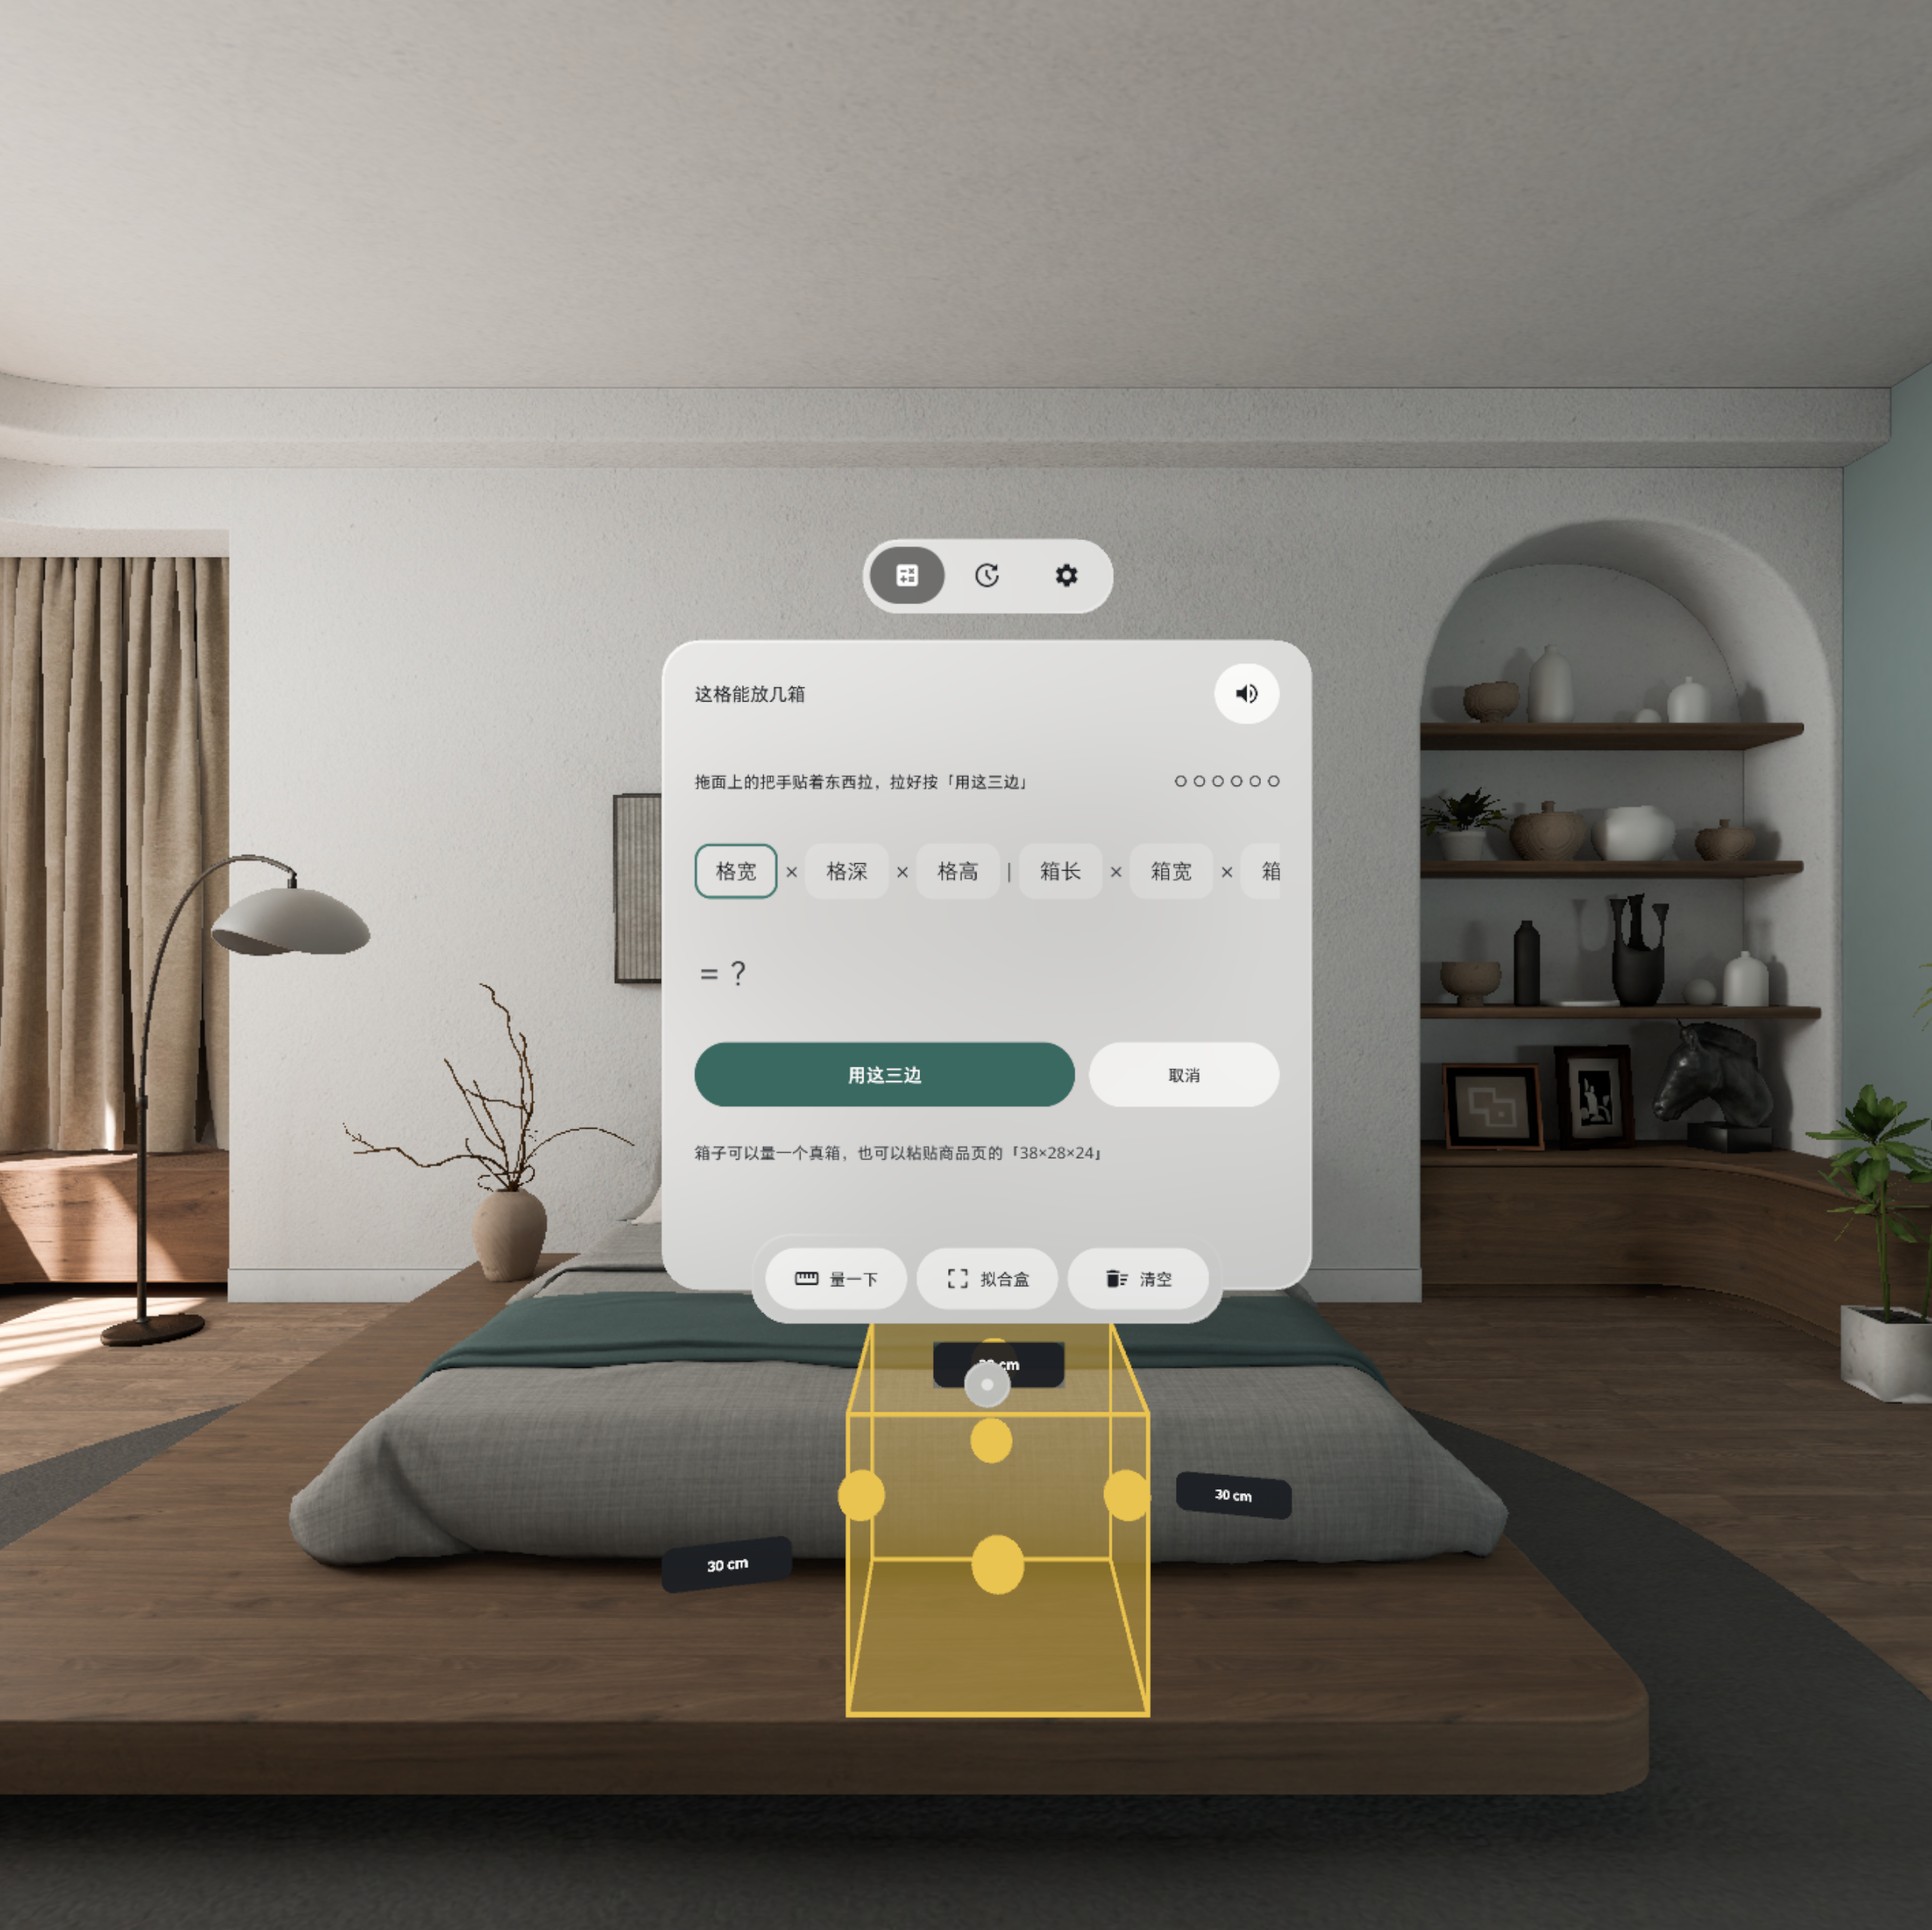 这格能放几箱
拖面上的把手贴着东西拉，拉好按「用这三边」
格宽 × 格深 × 格高 | 箱长 × 箱宽 × 箱
= ?
用这三边 取消
箱子可以量一个真箱，也可以粘贴商品页的「38×28×24」
量一下 拟合盒 清空
cm
30 cm
30 cm